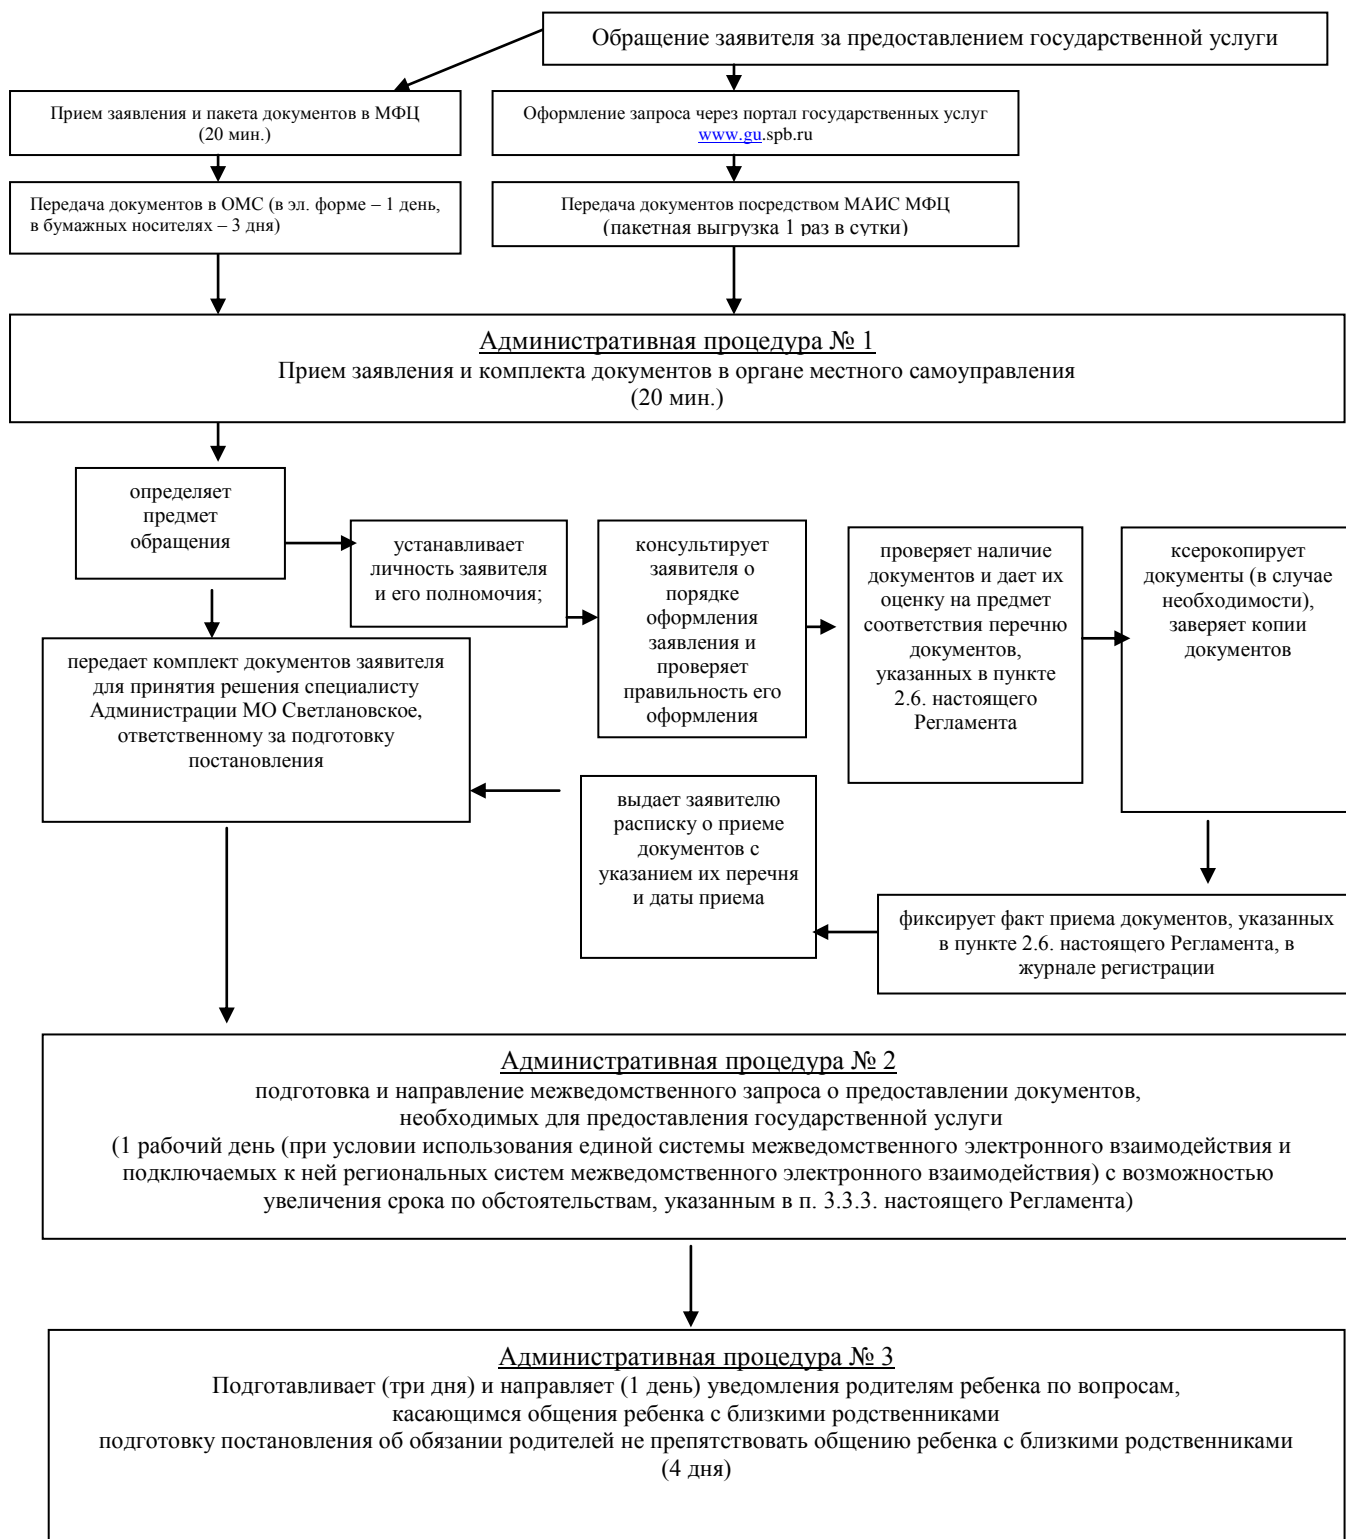 Обращение заявителя за предоставлением государственной услуги
Прием заявления и пакета документов в МФЦ
(20 мин.)
Оформление запроса через портал государственных услуг
www.gu.spb.ru
Передача документов в ОМС (в эл. форме – 1 день,
в бумажных носителях – 3 дня)
Передача документов посредством МАИС МФЦ
(пакетная выгрузка 1 раз в сутки)
Административная процедура № 1
Прием заявления и комплекта документов в органе местного самоуправления
(20 мин.)
определяет
предмет
обращения
устанавливает
личность заявителя
и его полномочия;
консультирует
заявителя о
порядке
оформления
заявления и
проверяет
правильность его
оформления
проверяет наличие
документов и дает их
оценку на предмет
соответствия перечню
документов,
указанных в пункте
2.6. настоящего
Регламента
ксерокопирует
документы (в случае
необходимости),
заверяет копии
документов
передает комплект документов заявителя
для принятия решения специалисту
Администрации МО Светлановское,
ответственному за подготовку
постановления
выдает заявителю
расписку о приеме
документов с
указанием их перечня
и даты приема
фиксирует факт приема документов, указанных
в пункте 2.6. настоящего Регламента, в
журнале регистрации
Административная процедура № 2
подготовка и направление межведомственного запроса о предоставлении документов,
необходимых для предоставления государственной услуги
(1 рабочий день (при условии использования единой системы межведомственного электронного взаимодействия и
подключаемых к ней региональных систем межведомственного электронного взаимодействия) с возможностью
увеличения срока по обстоятельствам, указанным в п. 3.3.3. настоящего Регламента)
Административная процедура № 3
Подготавливает (три дня) и направляет (1 день) уведомления родителям ребенка по вопросам,
касающимся общения ребенка с близкими родственниками
подготовку постановления об обязании родителей не препятствовать общению ребенка с близкими родственниками
(4 дня)